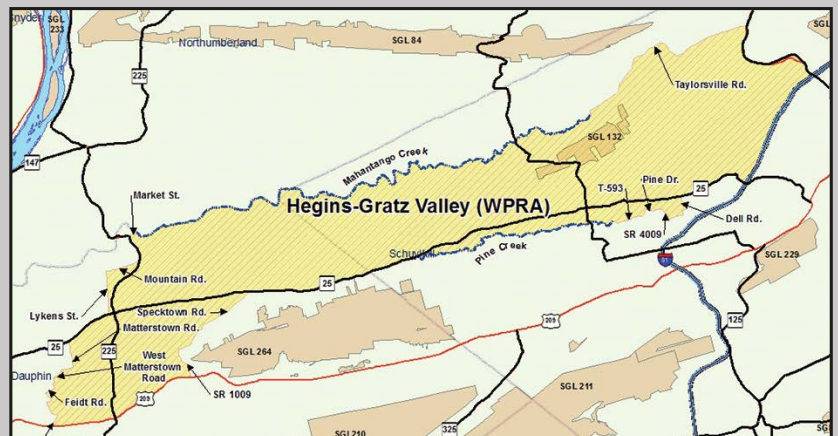 Snyder
SGL
233
Northumberland
SGL 84
225
Taylorsville Rd.
147
SGL 132
Mahantango Creek
Market St.
Pine Dr.
T-593
25
Hegins-Gratz Valley (WPRA)
Dell Rd.
SR 4009
Schuylkill
Pine Creek
81
SGL 229
Mountain Rd.
25
Lykens St.
Specktown Rd.
Matterstown Rd.
209
125
25
225
West
Matterstown
Road
SGL 264
Dauphin
SR 1009
SGL 211
Feidt Rd.
209
325
SGL 210
SG